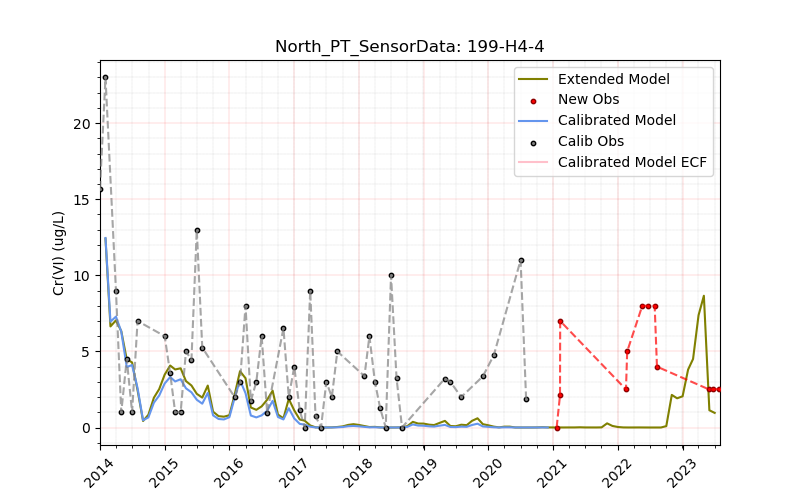 North_PT_SensorData: 199-H4-4
Extended Model
New Obs
Calibrated Model
Calib Obs
Calibrated Model ECF
Cr(VI) (ug/L)
20
15
10
5
0
2014 2015 2016 2017 2018 2019 2020 2021 2022 2023